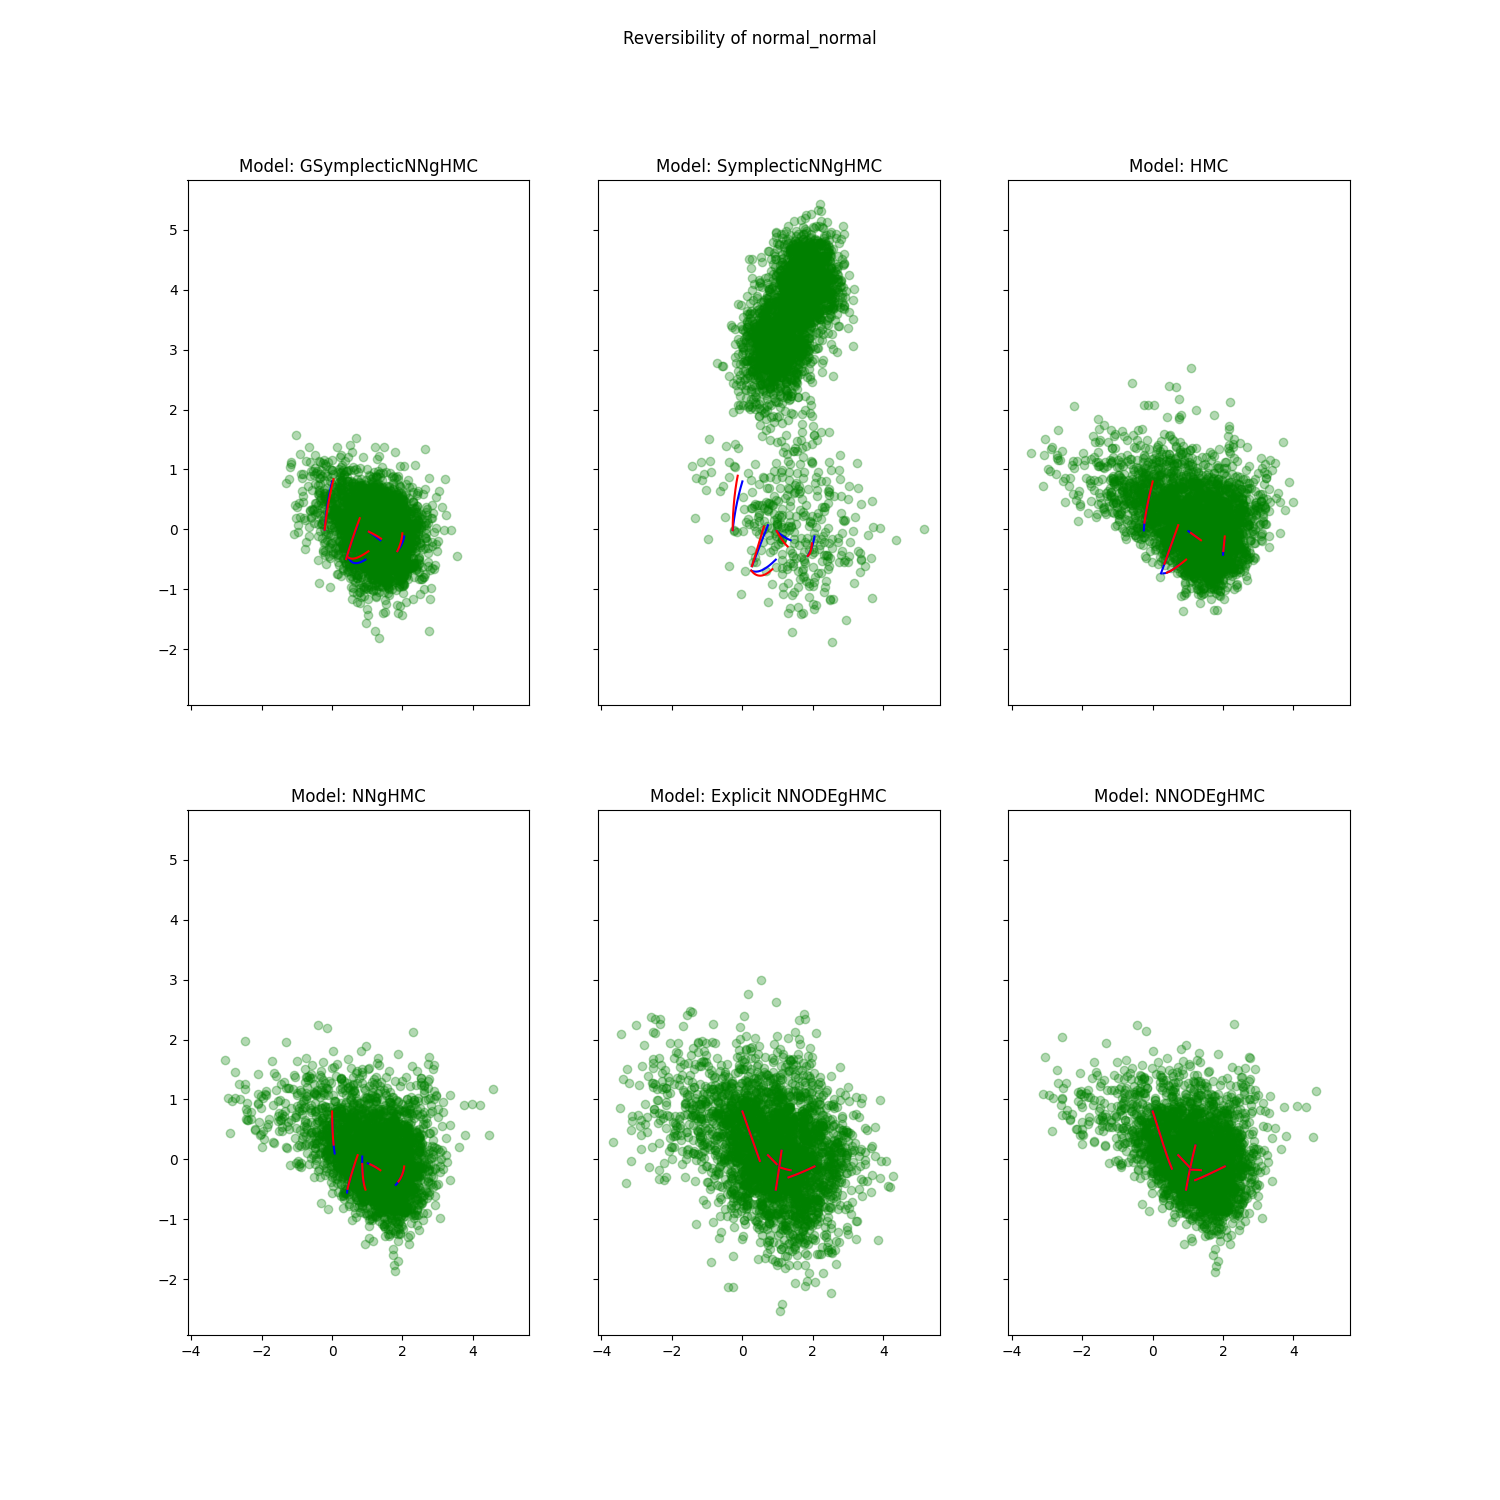 Reversibility of normal_normal
Model: GSymplecticNNgHMC
Model: SymplecticNNgHMC
Model: HMC
5
4
3
2
1
0
−1
−2
Model: NNgHMC
Model: Explicit NNODEgHMC
Model: NNODEgHMC
5
4
3
2
1
0
−1
−2
−4 −2 0 2 4
−4 −2 0 2 4
−4 −2 0 2 4